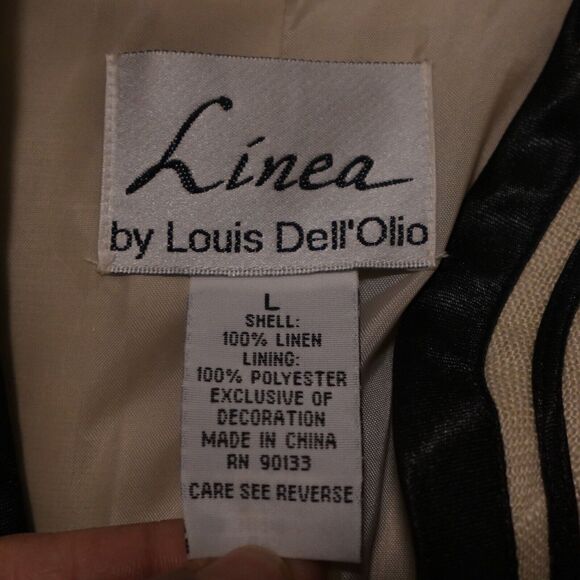 Linea
by Louis Dell'Olio
L
SHELL:
100% LINEN
LINING:
100% POLYESTER
EXCLUSIVE OF
DECORATION
MADE IN CHINA
RN 90133
CARE SEE REVERSE